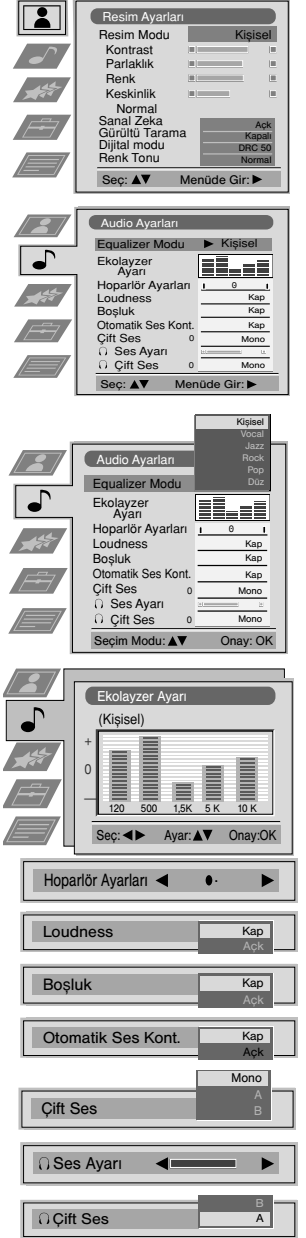 Resim Ayarları
Resim Modu Kişisel
Kontrast
Parlaklık
Renk
Keskinlik
Normal
Sanal Zeka Açk
Gürültü Tarama Kapalı
Dijital modu DRC 50
Renk Tonu Normal
Seç: ▲▼ Menüde Gir: ▶
Audio Ayarları
Equalizer Modu ▶ Kişisel
Ekolayzer
Ayarı
Hoparlör Ayarları 0
Loudness Kap
Boşluk Kap
Otomatik Ses Kont. Kap
Çift Ses 0 Mono
Ses Ayarı
Çift Ses 0 Mono
Seç: ▲▼ Menüde Gir: ▶
Kişisel
Vocal
Jazz
Rock
Pop
Düz
Audio Ayarları
Equalizer Modu
Ekolayzer
Ayarı
Hoparlör Ayarları 0
Loudness Kap
Boşluk Kap
Otomatik Ses Kont. Kap
Çift Ses 0 Mono
Ses Ayarı
Çift Ses 0 Mono
Seçim Modu: ▲▼ Onay: OK
Ekolayzer Ayarı
(Kişisel)
+
0
—
120 500 1,5K 5 K 10 K
Seç: ◀▶ Ayar: ▲▼ Onay:OK
Hoparlör Ayarları ◀ ▶
Loudness Kap
Açk
Boşluk Kap
Açk
Otomatik Ses Kont. Kap
Açk
Mono
A
Çift Ses B
Ses Ayarı ◀ ▶
B
Çift Ses A